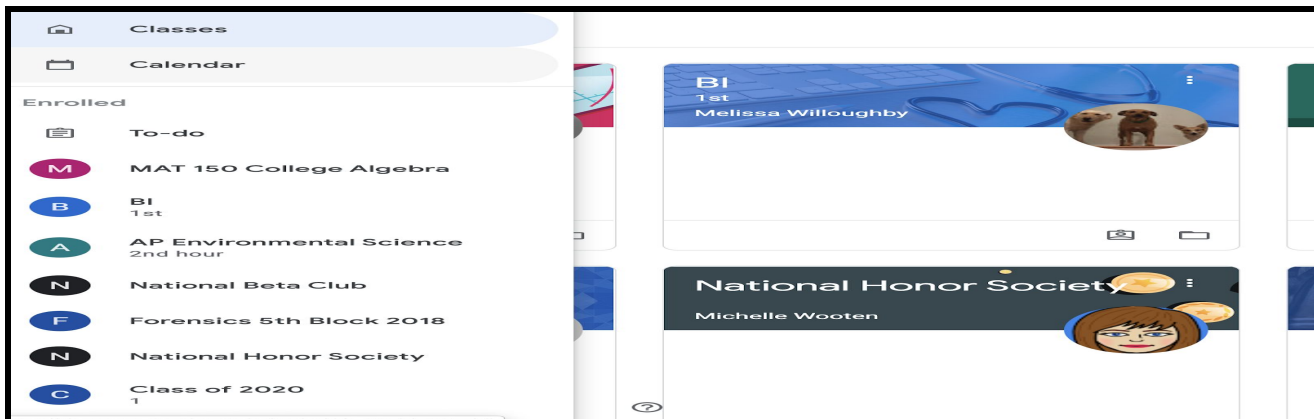 Classes
Calendar
Enrolled
To-do
M MAT 150 College Algebra
B BI
1st
A AP Environmental Science
2nd hour
N National Beta Club
F Forensics 5th Block 2018
N National Honor Society
C Class of 2020
1
BI
1st
Melissa Willoughby
National Honor Society
Michelle Wooten
?